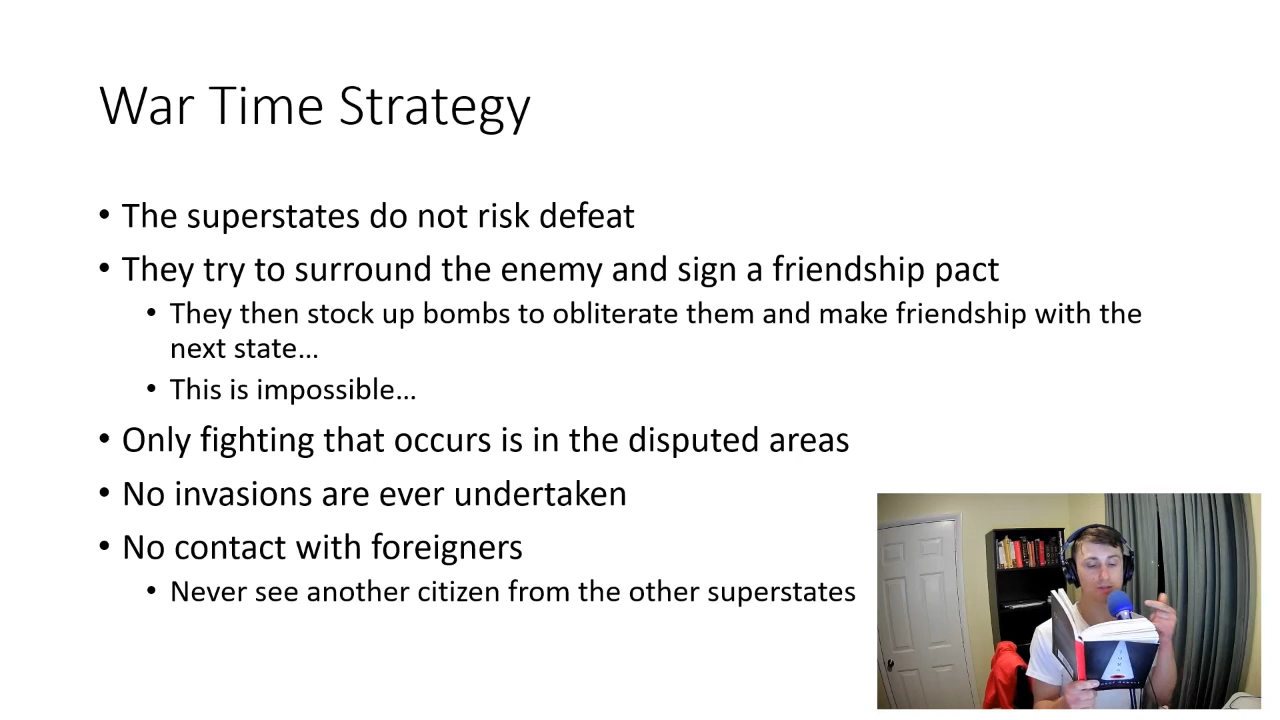 War Time Strategy
• The superstates do not risk defeat
• They try to surround the enemy and sign a friendship pact
• They then stock up bombs to obliterate them and make friendship with the
next state…
• This is impossible…
• Only fighting that occurs is in the disputed areas
• No invasions are ever undertaken
• No contact with foreigners
• Never see another citizen from the other superstates